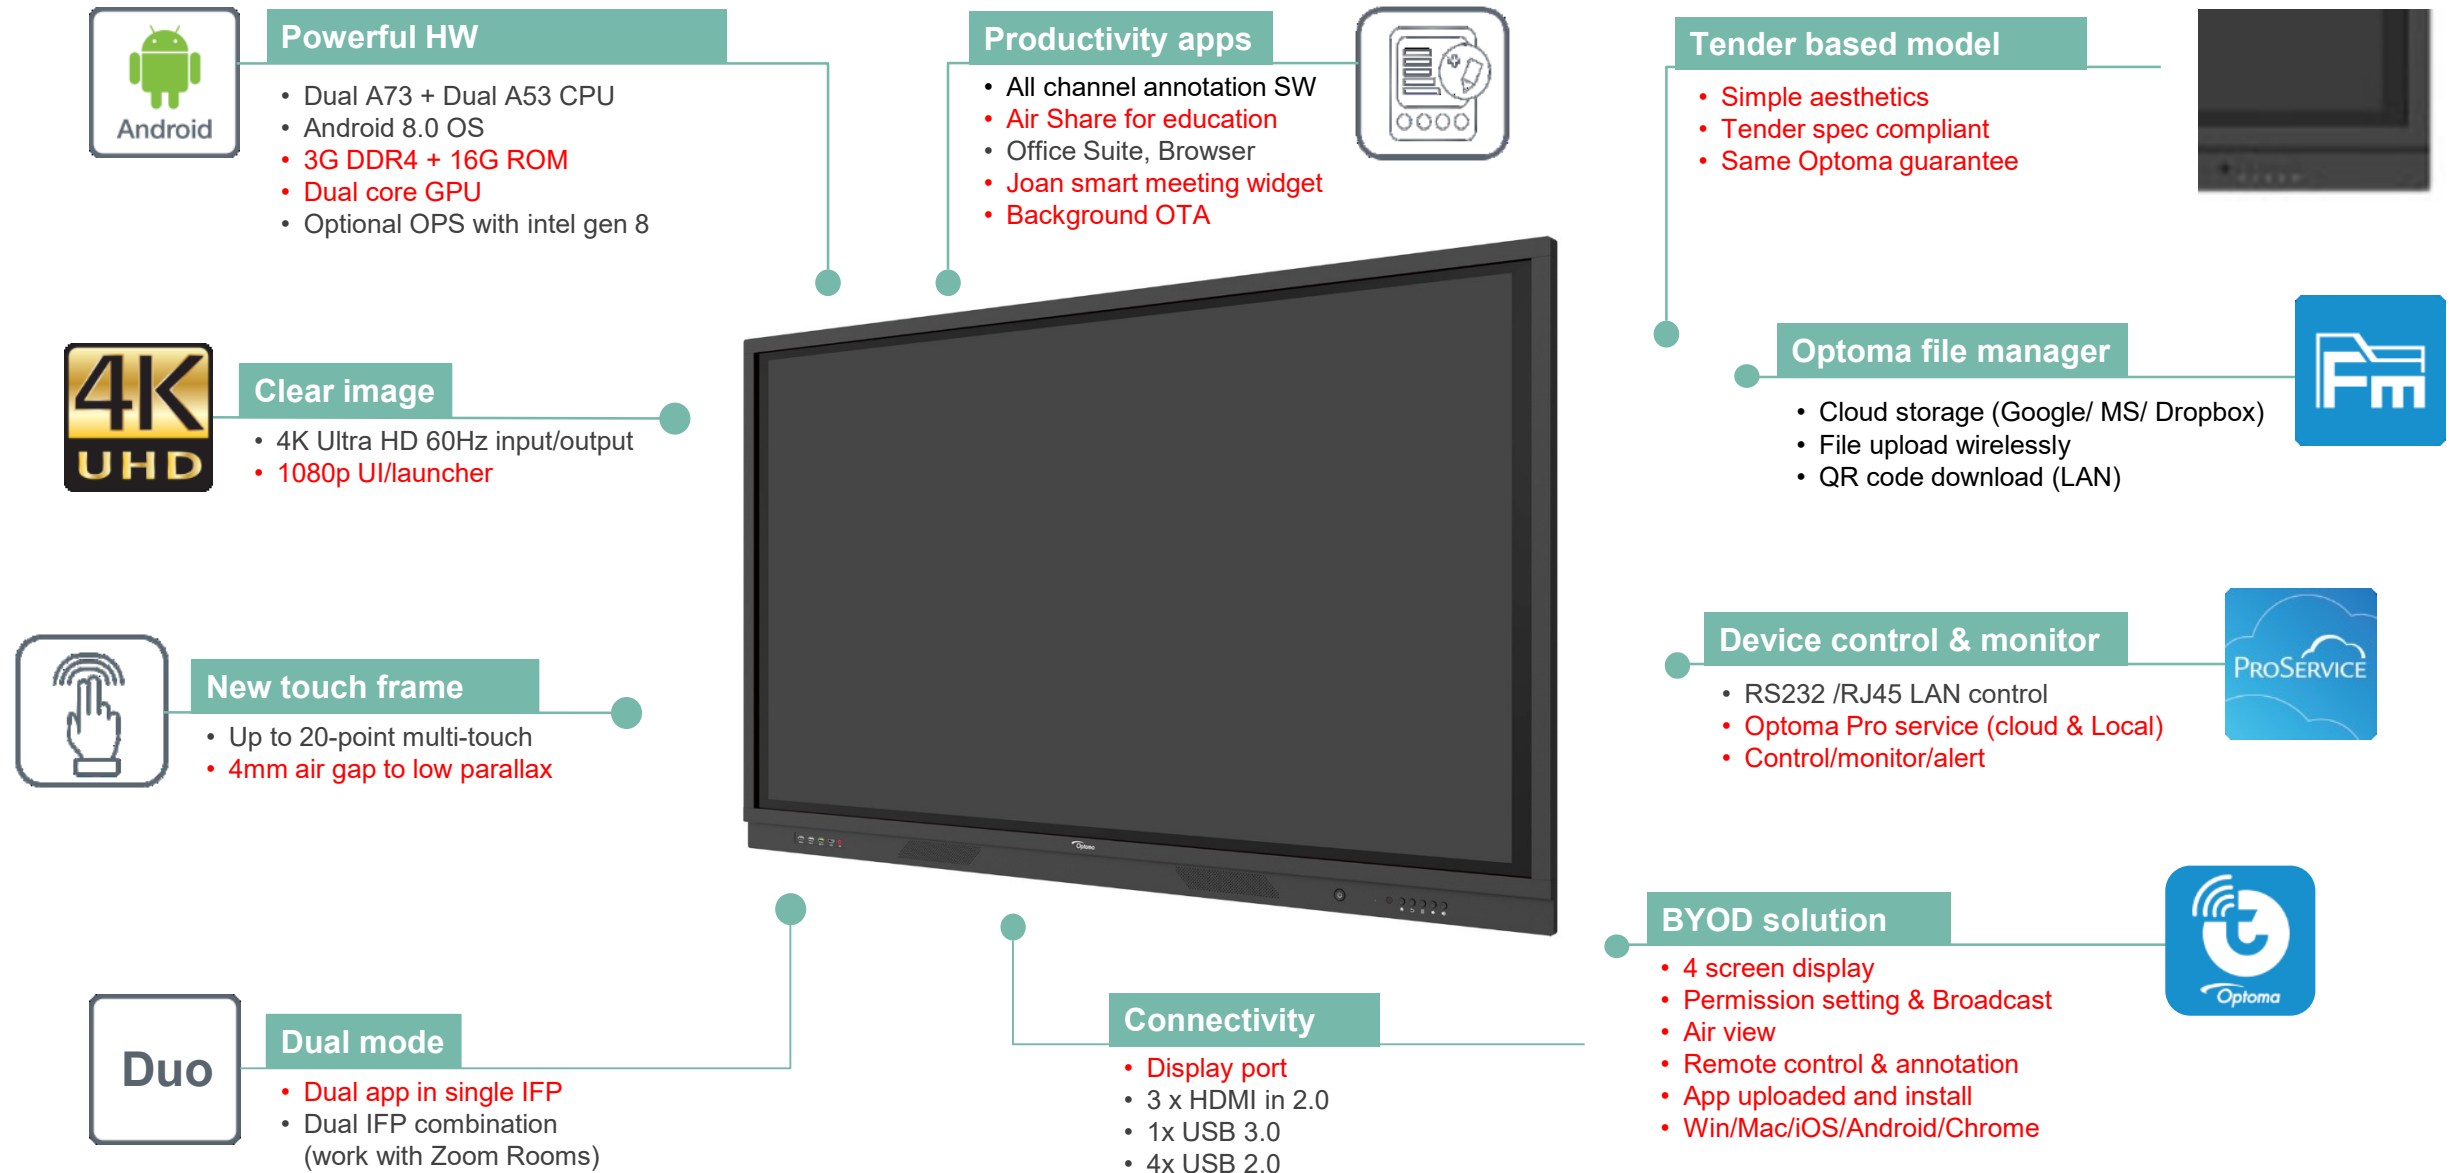 Android
Powerful HW
• Dual A73 + Dual A53 CPU
• Android 8.0 OS
• 3G DDR4 + 16G ROM
• Dual core GPU
• Optional OPS with intel gen 8
Productivity apps
• All channel annotation SW
• Air Share for education
• Office Suite, Browser
• Joan smart meeting widget
• Background OTA
Tender based model
• Simple aesthetics
• Tender spec compliant
• Same Optoma guarantee
4K
UHD
Clear image
• 4K Ultra HD 60Hz input/output
• 1080p UI/launcher
Optoma file manager
Fm
• Cloud storage (Google/ MS/ Dropbox)
• File upload wirelessly
• QR code download (LAN)
New touch frame
• Up to 20-point multi-touch
• 4mm air gap to low parallax
Device control & monitor
PROSERVICE
• RS232 /RJ45 LAN control
• Optoma Pro service (cloud & Local)
• Control/monitor/alert
Optoma
Duo
Dual mode
• Dual app in single IFP
• Dual IFP combination
(work with Zoom Rooms)
Connectivity
• Display port
• 3 x HDMI in 2.0
• 1x USB 3.0
• 4x USB 2.0
BYOD solution
t
Optoma
• 4 screen display
• Permission setting & Broadcast
• Air view
• Remote control & annotation
• App uploaded and install
• Win/Mac/iOS/Android/Chrome